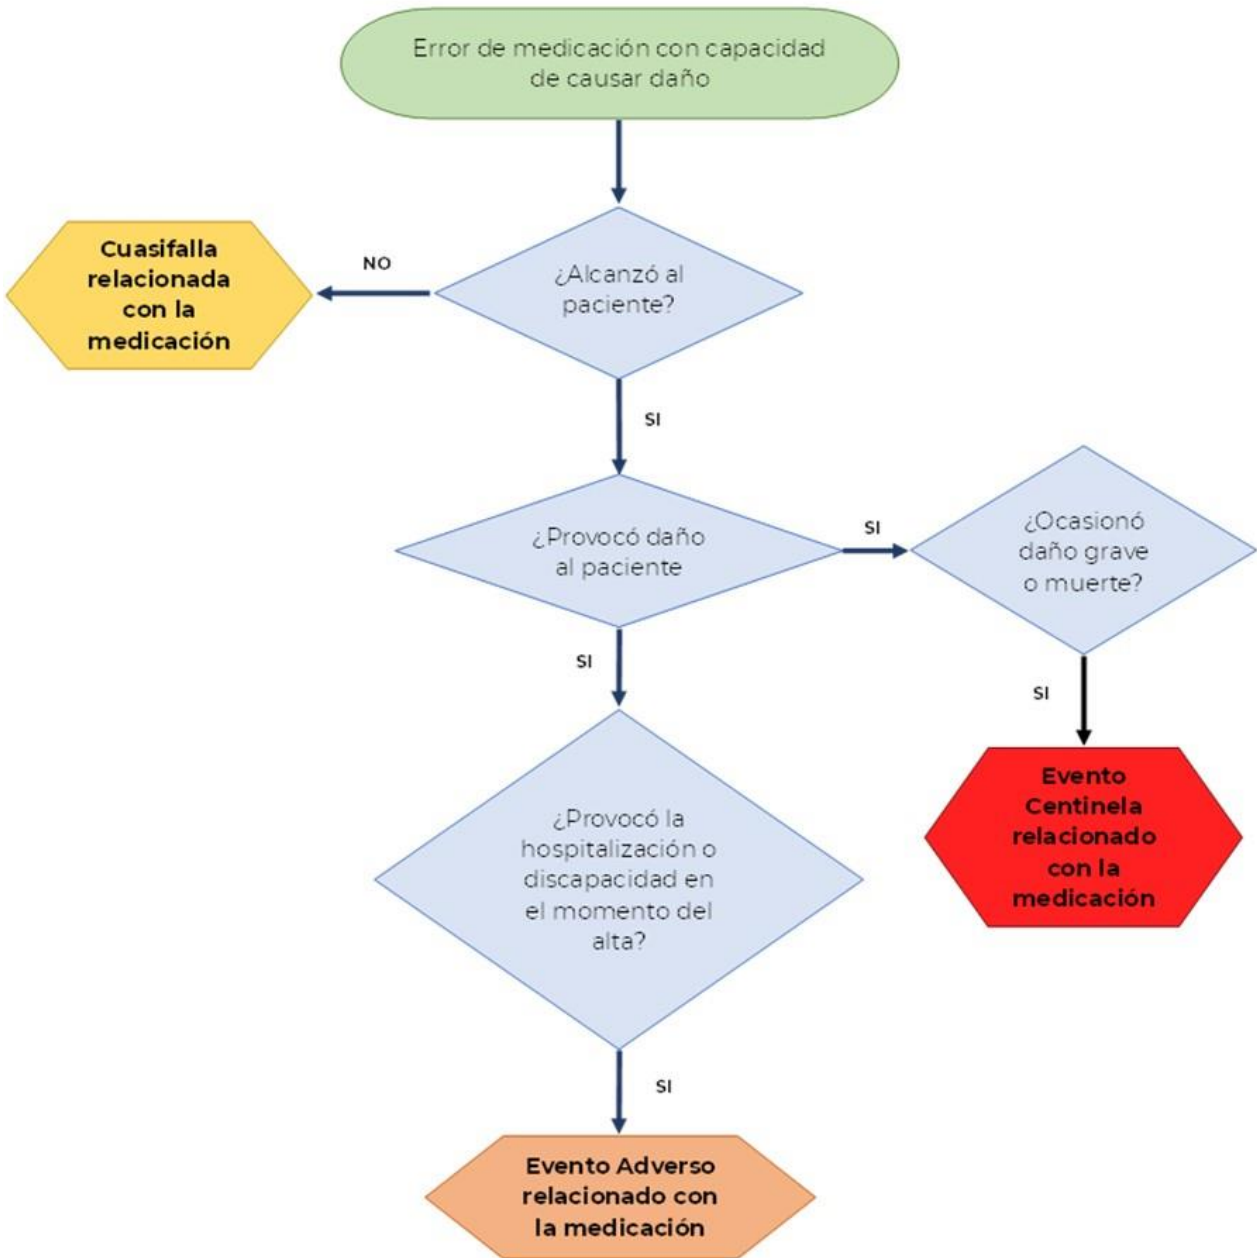 Error de medicación con capacidad
de causar daño
¿Alcanzó al
paciente?
NO
Cuasifalla
relacionada
con la
medicación
SI
¿Provocó daño
al paciente
SI
¿Ocasionó
daño grave
o muerte?
SI
Evento
Centinela
relacionado
con la
medicación
SI
¿Provocó la
hospitalización o
discapacidad en
el momento del
alta?
SI
Evento Adverso
relacionado con
la medicación